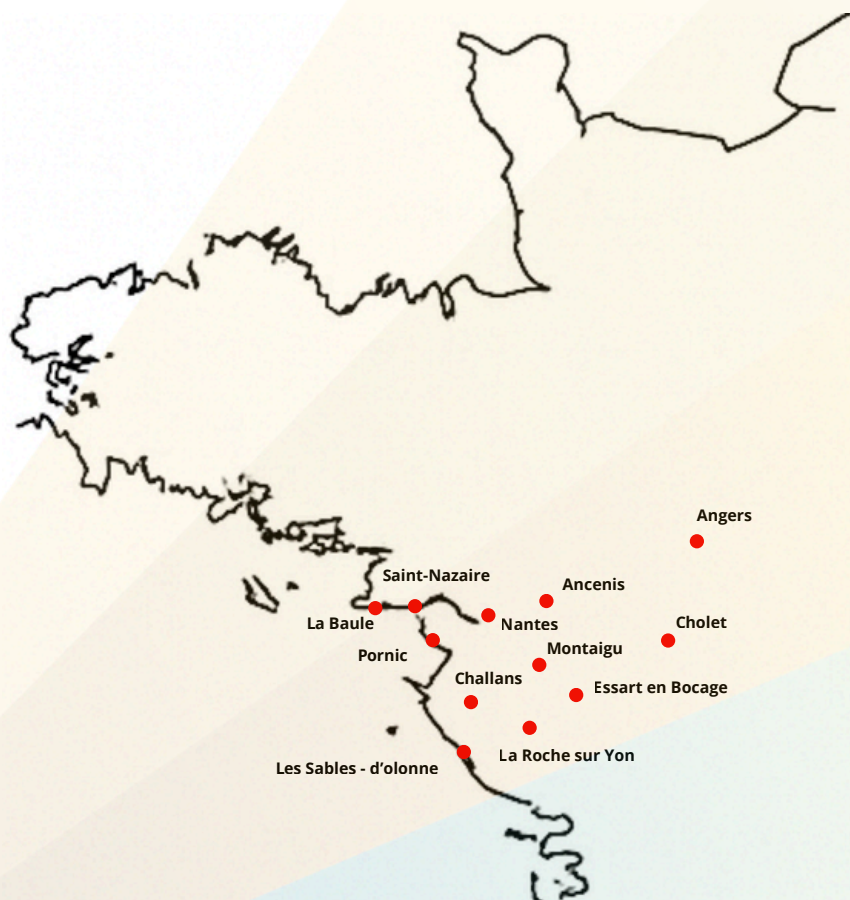 Angers
Saint-Nazaire
Ancenis
La Baule
Nantes
Cholet
Pornic
Montaigu
Challans
Essart en Bocage
La Roche sur Yon
Les Sables - d’olonne